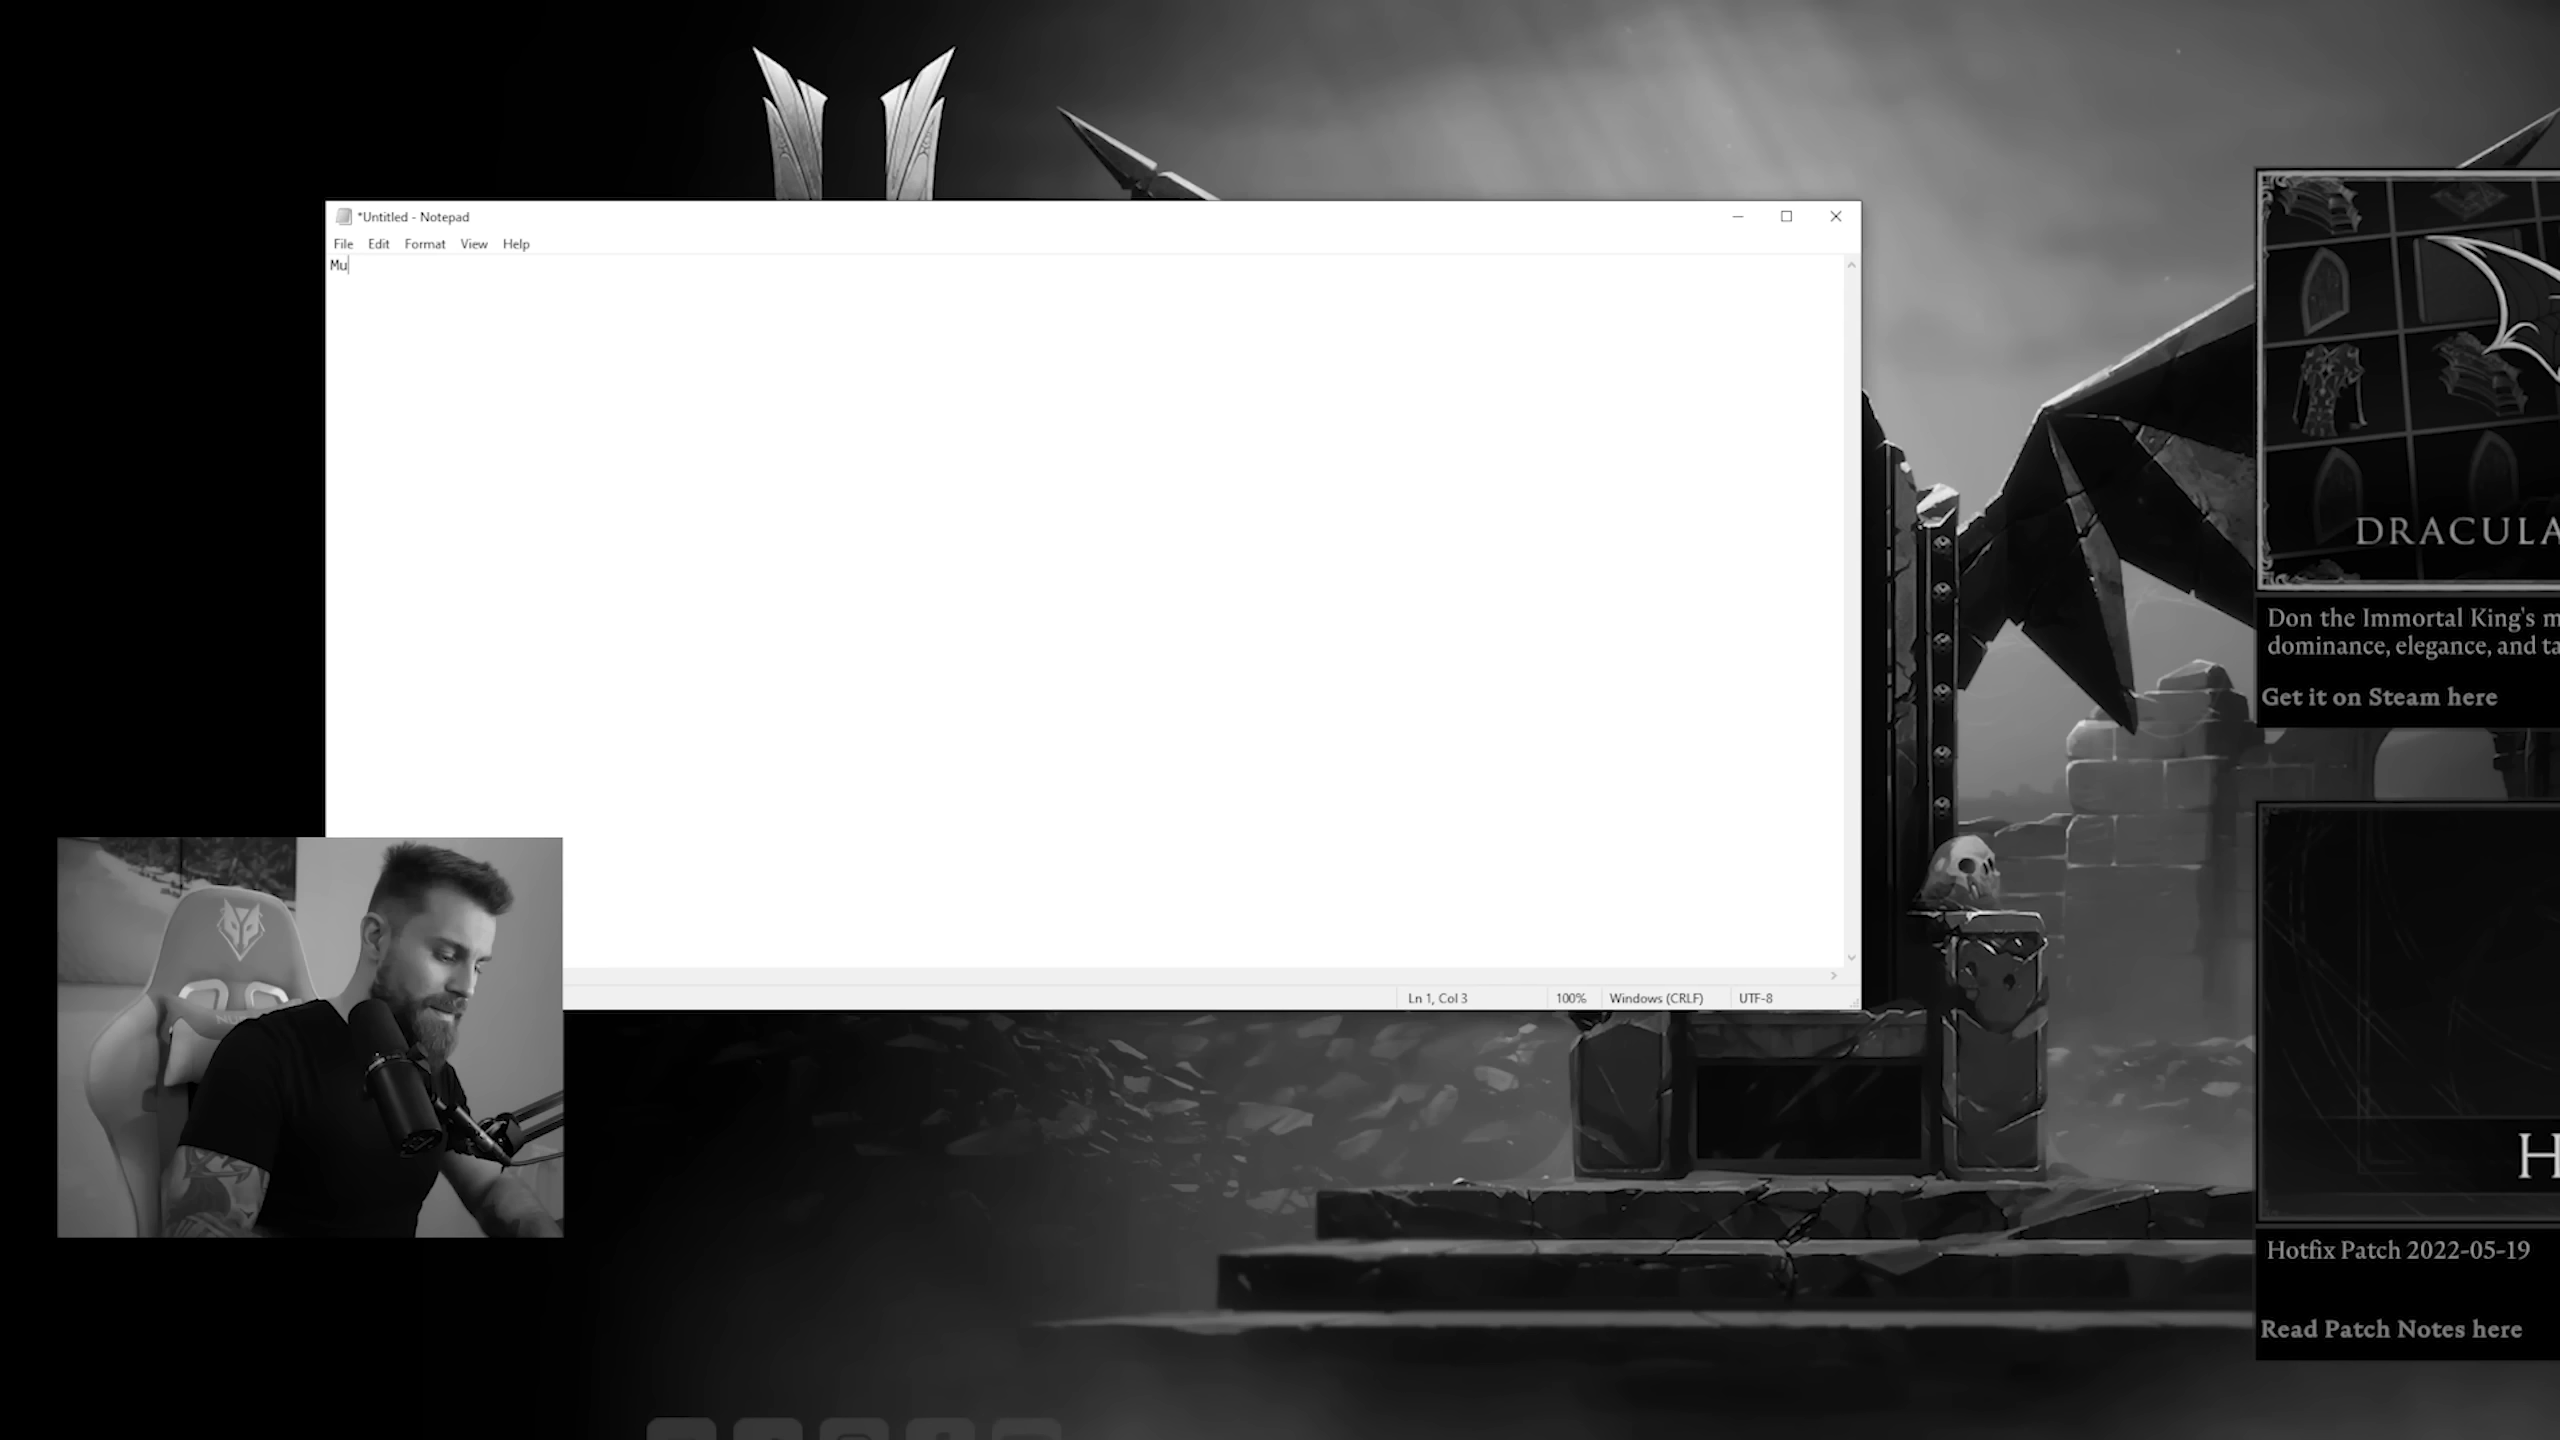 *Untitled - Notepad
File Edit Format View Help
Mu
Ln 1, Col 3 100% Windows (CRLF) UTF-8
DRACULA
Don the Immortal King's m
dominance, elegance, and ta
Get it on Steam here
H
Hotfix Patch 2022-05-19
Read Patch Notes here